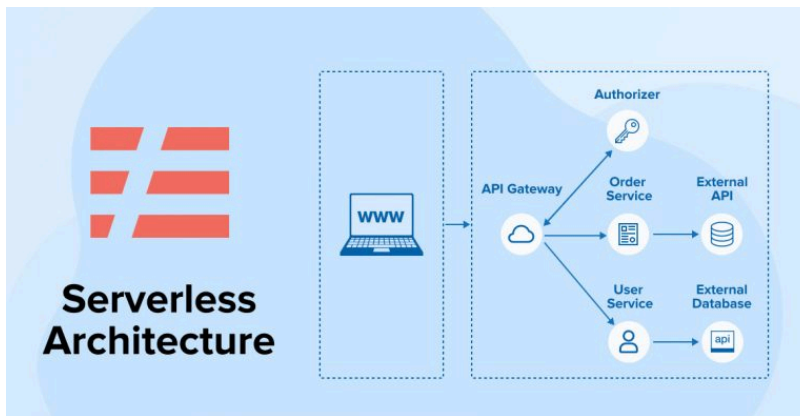 Serverless
Architecture
www
Authorizer
API Gateway
Order
Service
External
API
User
Service
External
Database
api